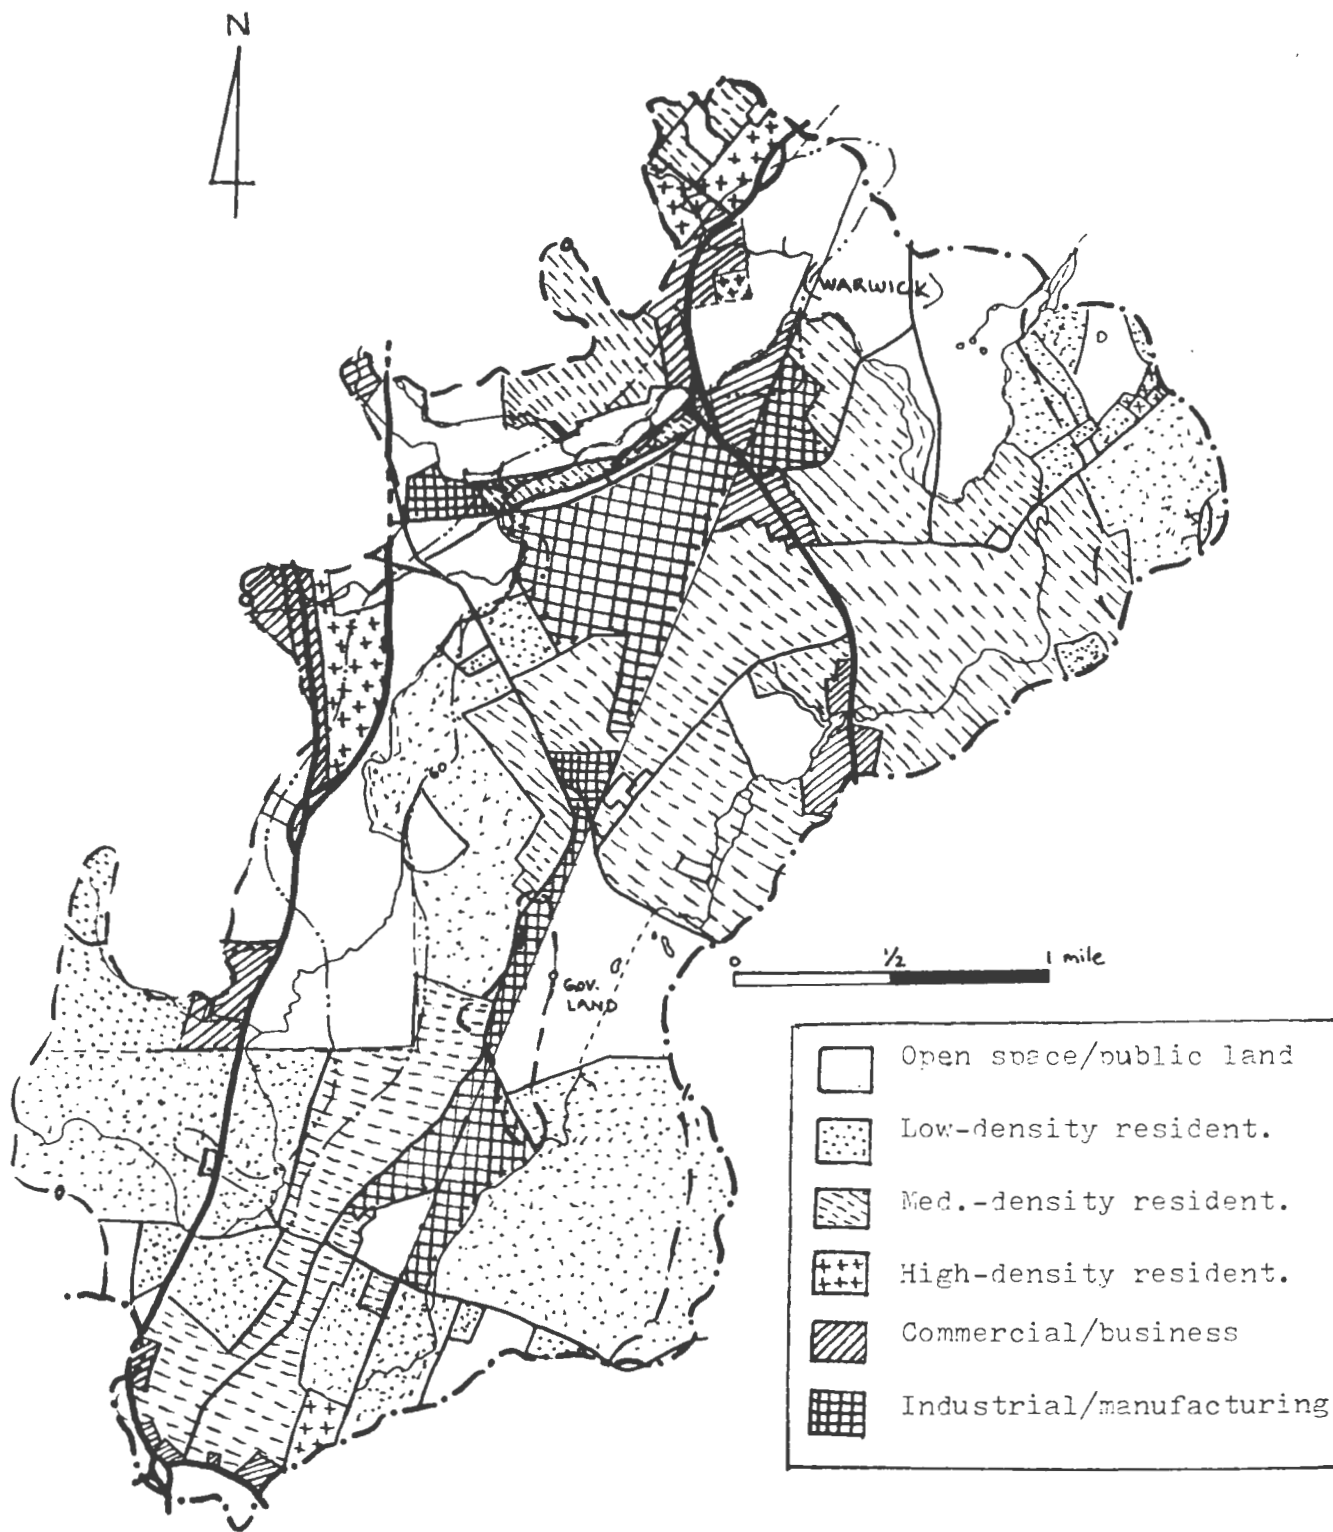 N
WARWICK
60
GOV.
LAND
0 1/2 1 mile
Open space/public land
Low-density resident.
Med.-density resident.
High-density resident.
Commercial/business
Industrial/manufacturing